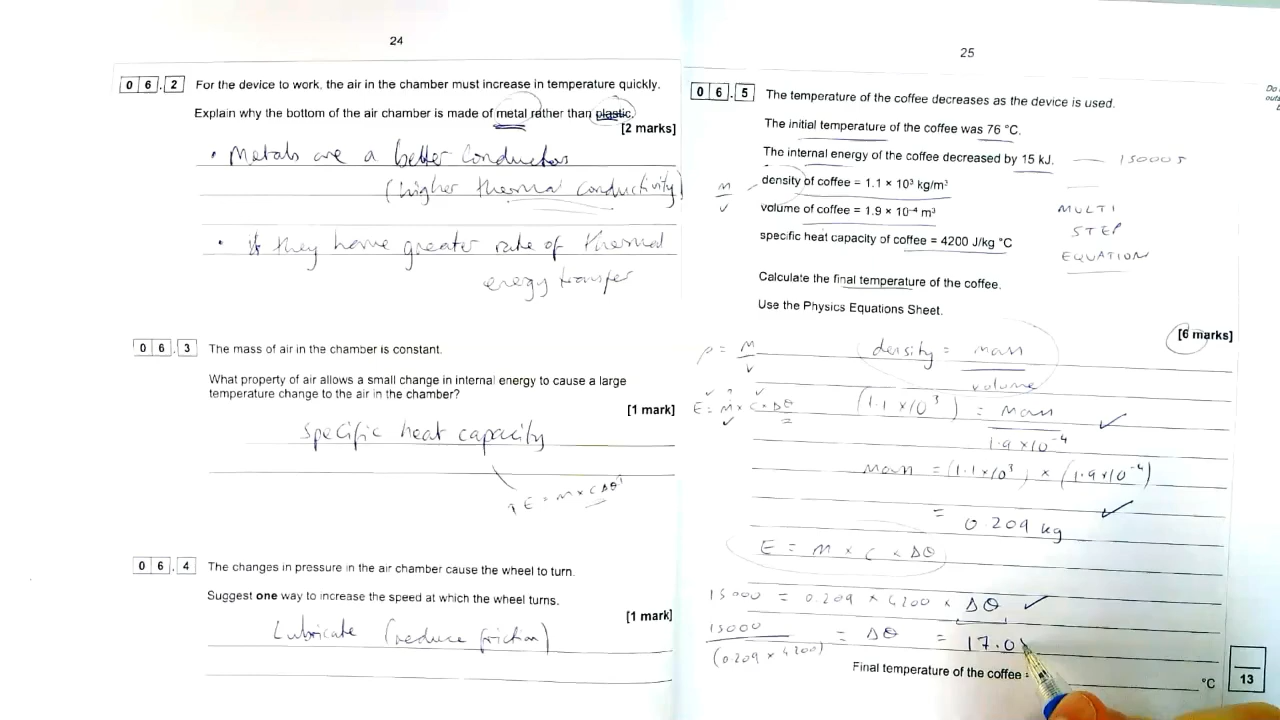 24
0 6 . 2 For the device to work, the air in the chamber must increase in temperature quickly.
Explain why the bottom of the air chamber is made of metal rather than plastic.
[2 marks]
• Metals are a better conductor
(higher thermal conductivity)
• they have greater rate of thermal
energy transfer
0 6 . 3 The mass of air in the chamber is constant.
What property of air allows a small change in internal energy to cause a large
temperature change to the air in the chamber?
[1 mark]
Specific heat capacity
E = M × C Δθ
0 6 . 4 The changes in pressure in the air chamber cause the wheel to turn.
Suggest one way to increase the speed at which the wheel turns.
[1 mark]
Lubricate (reduce friction)
25
Do
outs
b
0 6 . 5 The temperature of the coffee decreases as the device is used.
The initial temperature of the coffee was 76 °C.
The internal energy of the coffee decreased by 15 kJ. — 15000J
density of coffee = 1.1 × 10³ kg/m³
M/V
volume of coffee = 1.9 × 10⁻⁴ m³
specific heat capacity of coffee = 4200 J/kg °C
MULTI
STEP
EQUATION
Calculate the final temperature of the coffee.
Use the Physics Equations Sheet.
[6 marks]
ρ = M/V density = mass/volume
E = M × C × Δθ (1.1 × 10³) = mass/1.9 × 10⁻⁴ ✓
mass = (1.1 × 10³) × (1.9 × 10⁻⁴)
= 0.209 kg ✓
E = M × C × Δθ
15000 = 0.209 × 4200 × Δθ ✓
15000/(0.209 × 4200) = Δθ = 17.0
Final temperature of the coffee = °C
13